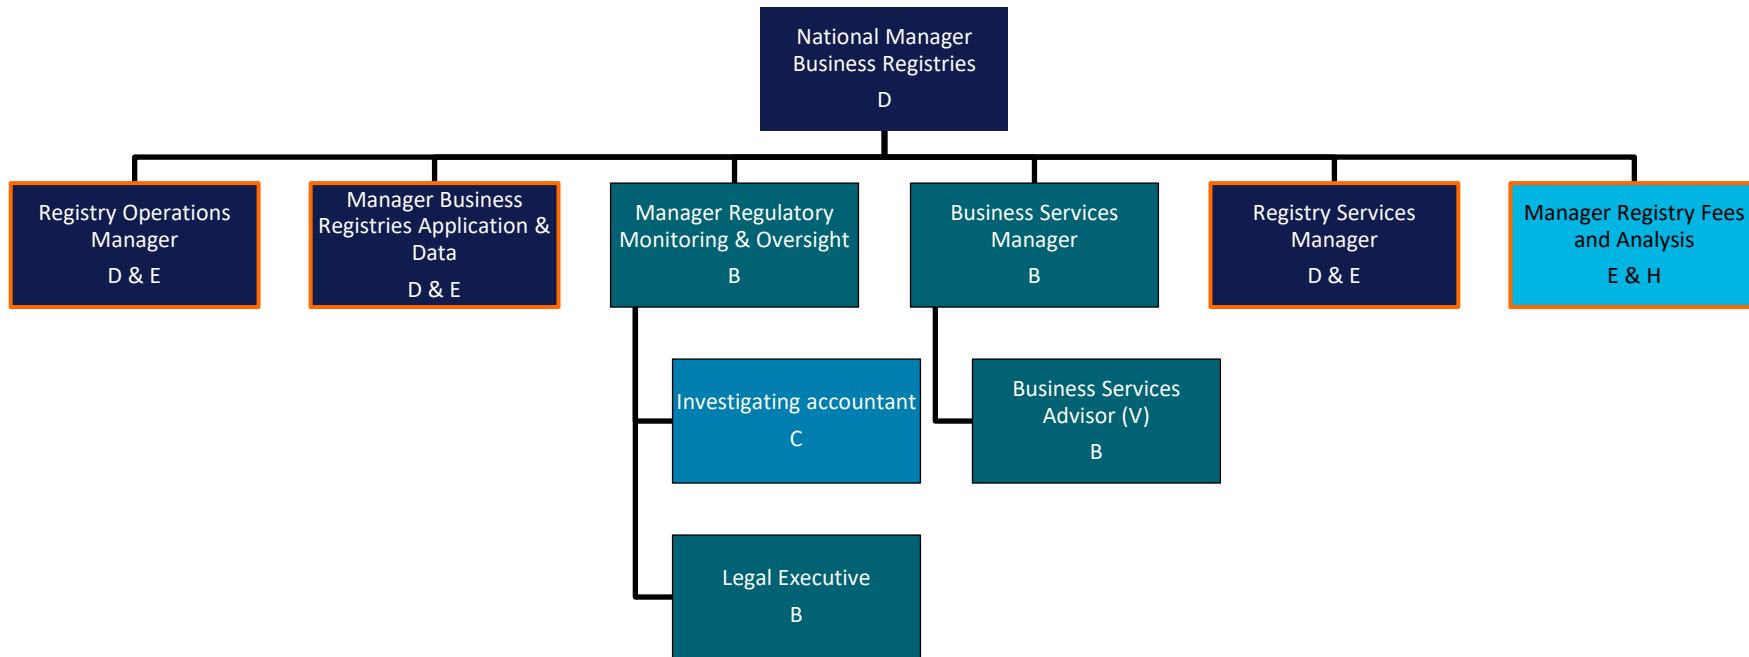 National Manager
Business Registries
D
Registry Operations
Manager
D & E
Manager Business
Registries Application &
Data
D & E
Manager Regulatory
Monitoring & Oversight
B
Business Services
Manager
B
Registry Services
Manager
D & E
Manager Registry Fees
and Analysis
E & H
Investigating accountant
C
Business Services
Advisor (V)
B
Legal Executive
B